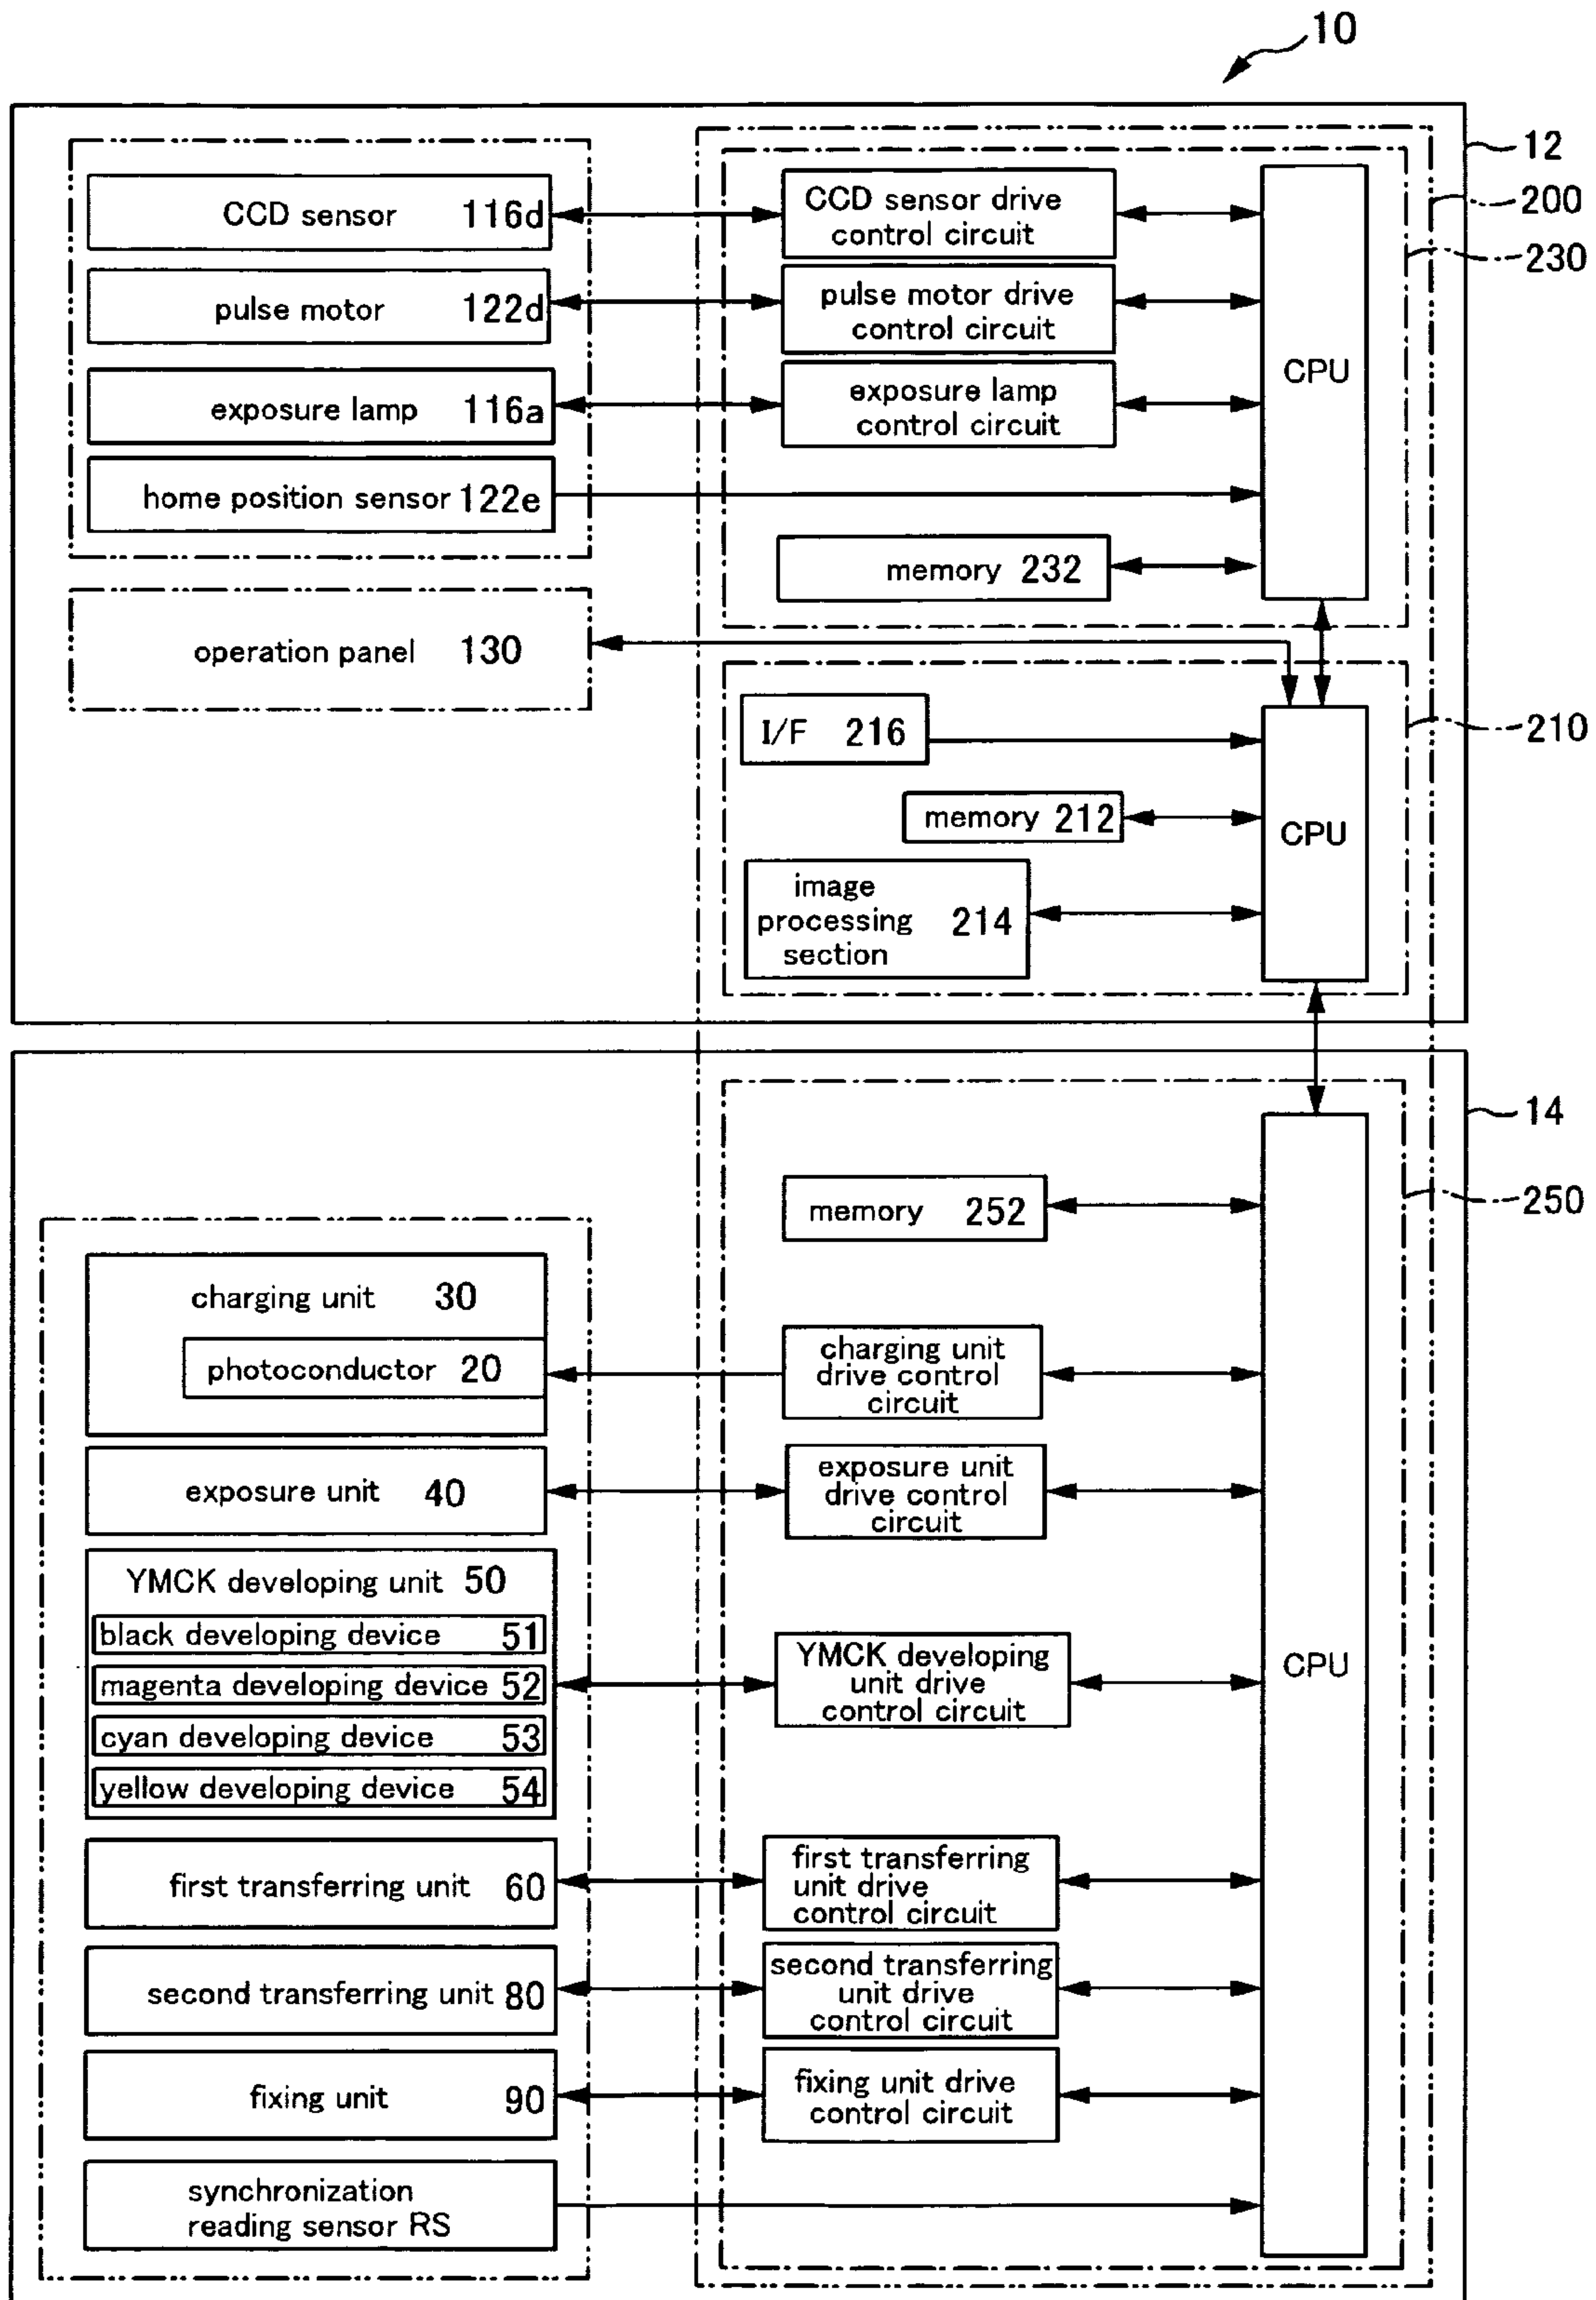 10
12
200
230
CCD sensor 116d
CCD sensor drive
control circuit
pulse motor 122d
pulse motor drive
control circuit
CPU
exposure lamp 116a
exposure lamp
control circuit
home position sensor 122e
memory 232
operation panel 130
210
I/F 216
memory 212
CPU
image
processing
section
214
14
250
memory 252
charging unit 30
photoconductor 20
charging unit
drive control
circuit
exposure unit 40
exposure unit
drive control
circuit
YMCK developing unit 50
black developing device 51
magenta developing device 52
cyan developing device 53
yellow developing device 54
YMCK developing
unit drive
control circuit
CPU
first transferring unit 60
first transferring
unit drive
control circuit
second transferring unit 80
second transferring
unit drive
control circuit
fixing unit 90
fixing unit drive
control circuit
synchronization
reading sensor RS